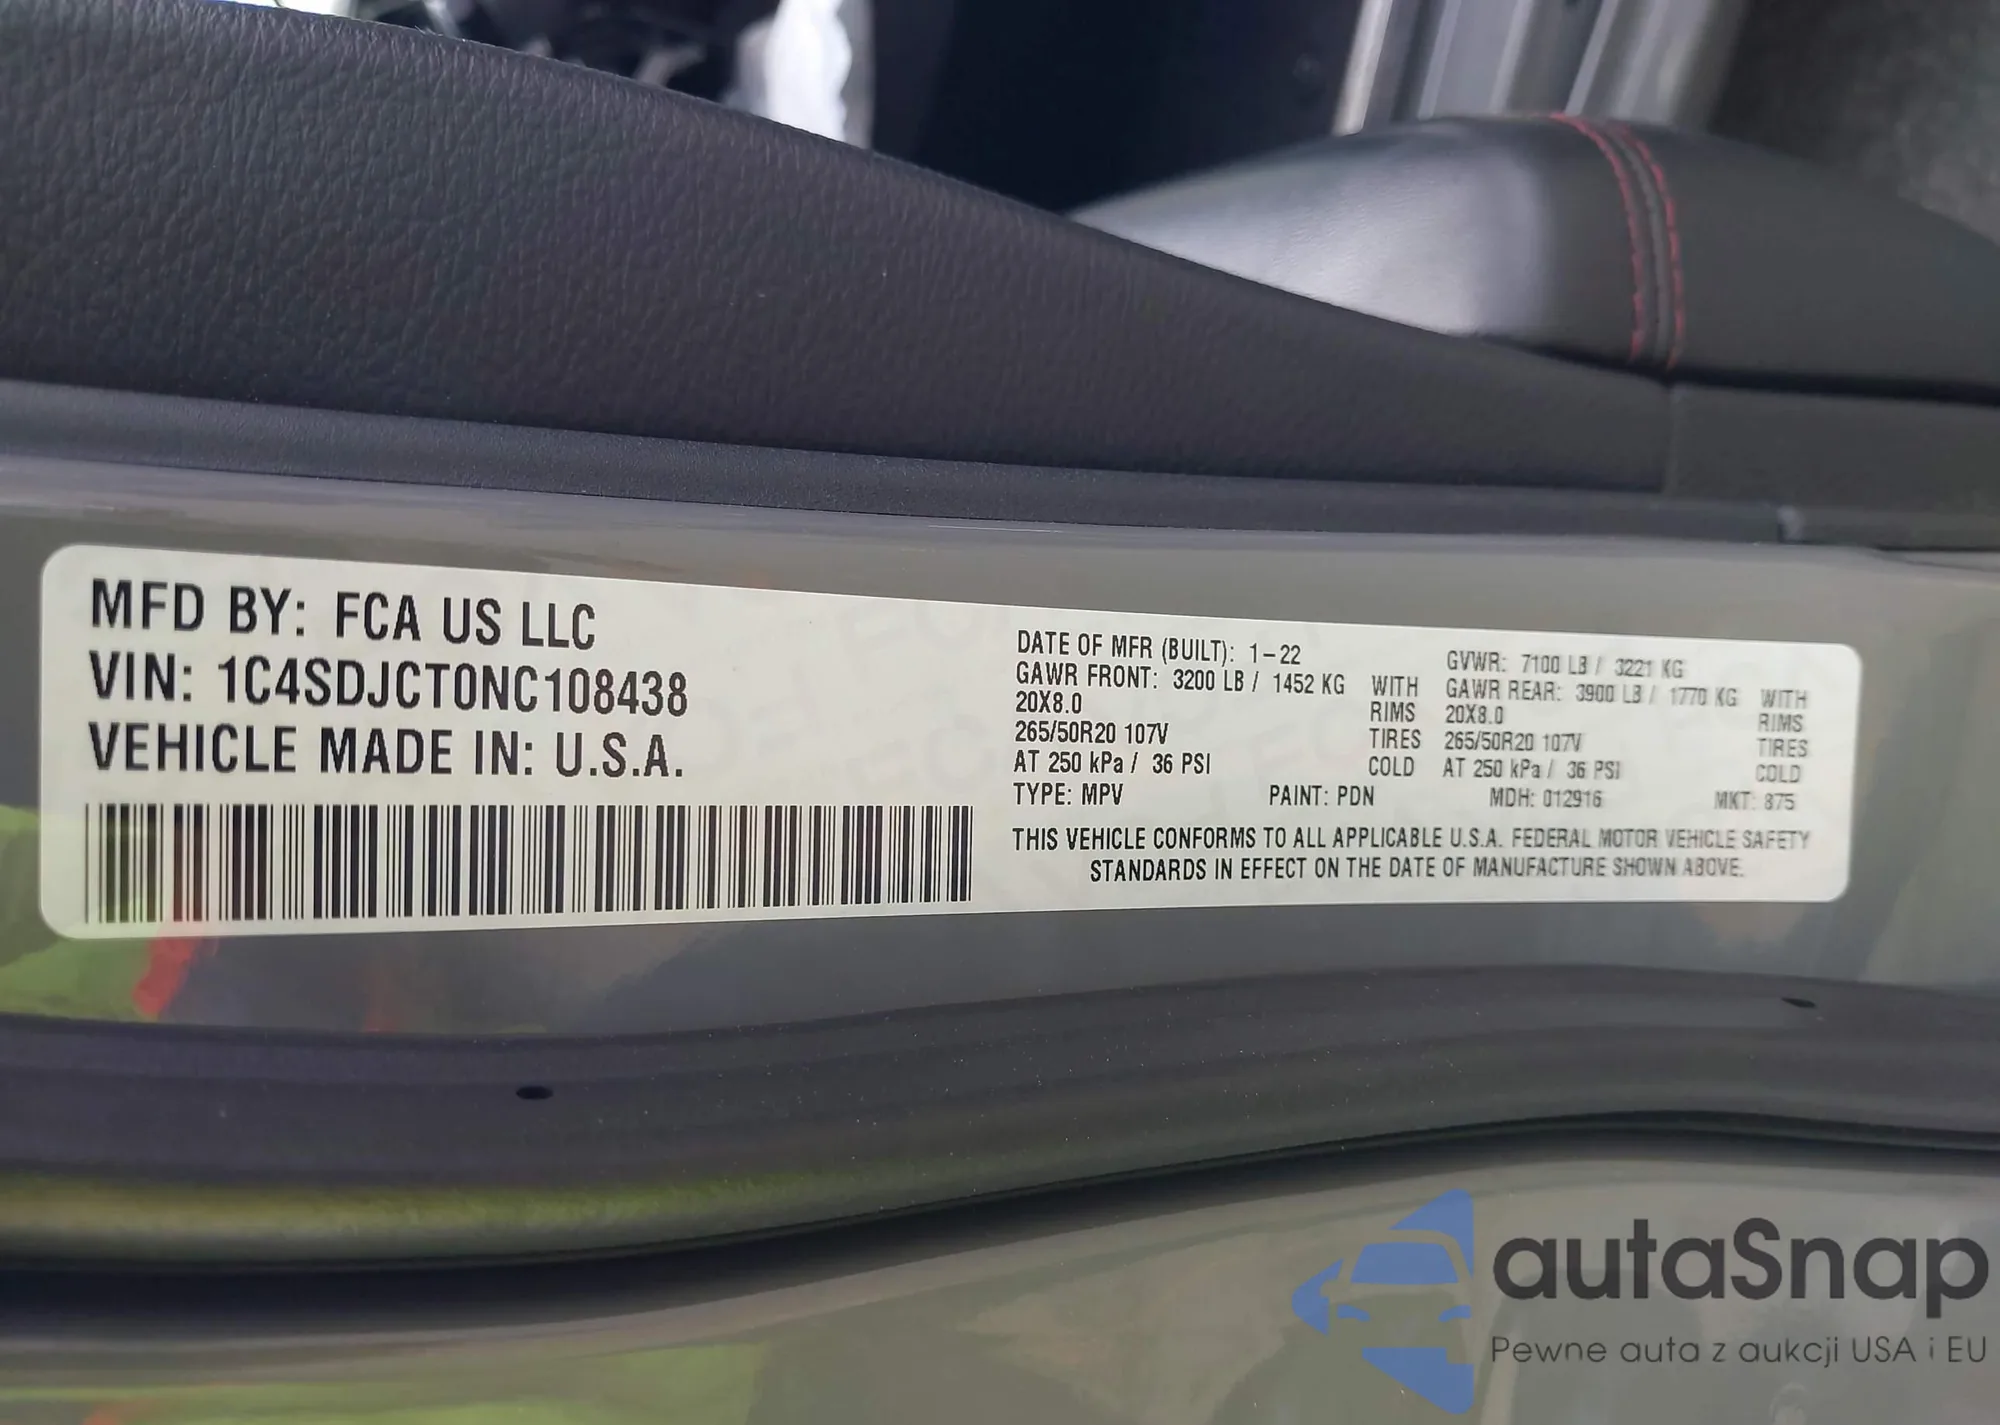 MFD BY: FCA US LLC
VIN: 1C4SDJCT0NC108438
VEHICLE MADE IN: U.S.A.
DATE OF MFR (BUILT): 1-22 GVWR: 7100 LB / 3221 KG
GAWR FRONT: 3200 LB / 1452 KG WITH GAWR REAR: 3900 LB / 1770 KG WITH
20X8.0 RIMS 20X8.0 RIMS
265/50R20 107V TIRES 265/50R20 107V TIRES
AT 250 kPa / 36 PSI COLD AT 250 kPa / 36 PSI COLD
TYPE: MPV PAINT: PDN MDH: 012916 MKT: 875
THIS VEHICLE CONFORMS TO ALL APPLICABLE U.S.A. FEDERAL MOTOR VEHICLE SAFETY
STANDARDS IN EFFECT ON THE DATE OF MANUFACTURE SHOWN ABOVE.
autaSnap
Pewne auta z aukcji USA i EU